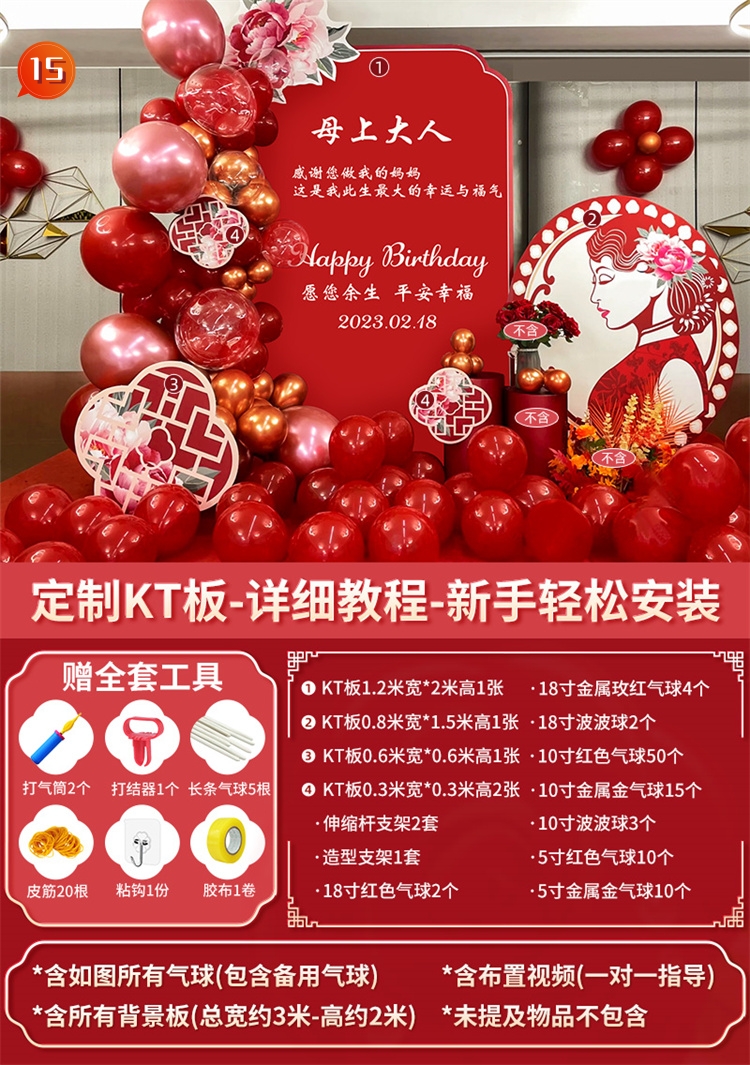 15
1
母上大人
感谢您做我的妈妈
这是我此生最大的幸运与福气
Happy Birthday
愿您余生 平安幸福
2023.02.18
2
3
4
4
不含
不含
不含
定制KT板-详细教程-新手轻松安装
赠全套工具
打气筒2个 打结器1个 长条气球5根
皮筋20根 粘钩1份 胶布1卷
❶ KT板1.2米宽*2米高1张
❷ KT板0.8米宽*1.5米高1张
❸ KT板0.6米宽*0.6米高1张
❹ KT板0.3米宽*0.3米高2张
·伸缩杆支架2套
·造型支架1套
·18寸红色气球2个
·18寸金属玫红气球4个
·18寸波波球2个
·10寸红色气球50个
·10寸金属金气球15个
·10寸波波球3个
·5寸红色气球10个
·5寸金属金气球10个
*含如图所有气球(包含备用气球)
*含布置视频(一对一指导)
*含所有背景板(总宽约3米-高约2米)
*未提及物品不包含